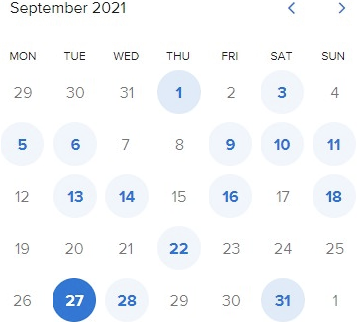 September 2021
MON TUE WED THU FRI SAT SUN
29 30 31 1 2 3 4
5 6 7 8 9 10 11
12 13 14 15 16 17 18
19 20 21 22 23 24 25
26 27 28 29 30 31 1